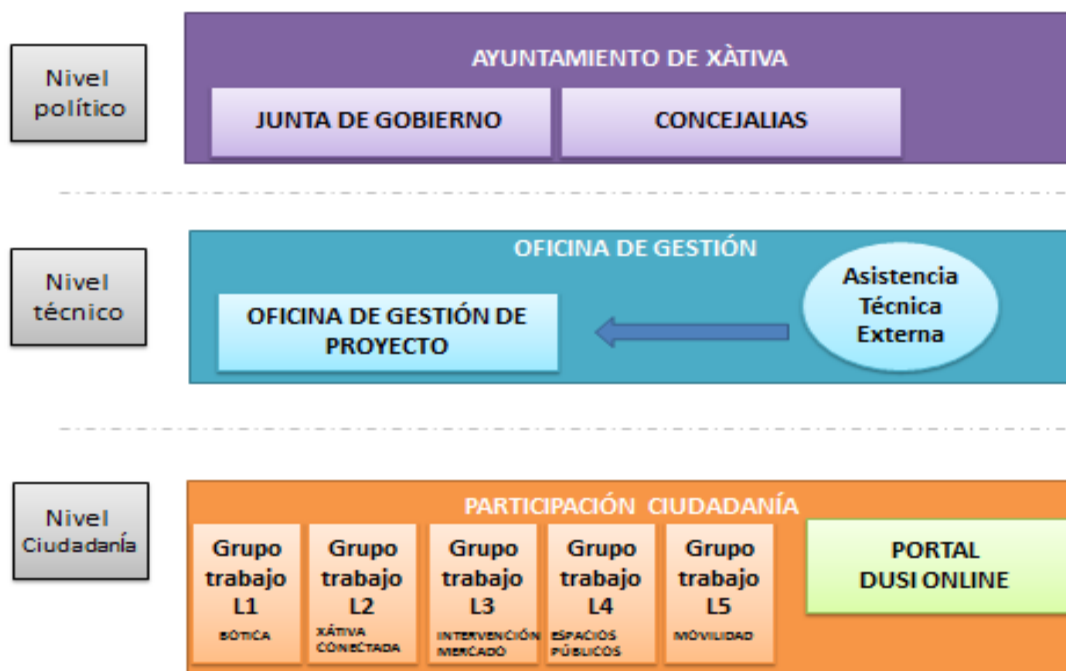 AYUNTAMIENTO DE XÀTIVA
Nivel
político
JUNTA DE GOBIERNO
CONCEJALIAS
OFICINA DE GESTIÓN
Nivel
técnico
OFICINA DE GESTIÓN DE
PROYECTO
Asistencia
Técnica
Externa
PARTICIPACIÓN CIUDADANÍA
Nivel
Ciudadanía
Grupo
trabajo
L1
BÓTICA
Grupo
trabajo
L2
XÁTIVA
CONECTADA
Grupo
trabajo
L3
INTERVENCIÓN
MERCADO
Grupo
trabajo
L4
ESPACIOS
PÚBLICOS
Grupo
trabajo
L5
MOVILIDAD
PORTAL
DUSI ONLINE